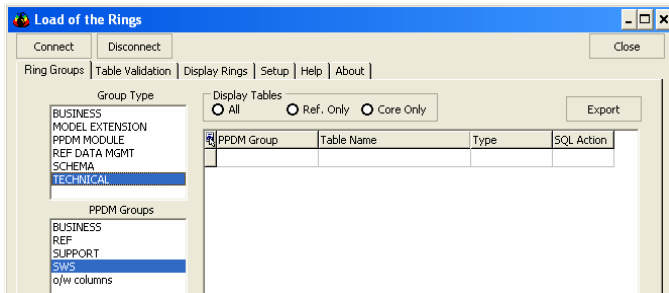 Load of the Rings
Connect Disconnect Close
Ring Groups Table Validation Display Rings Setup Help About
Group Type
BUSINESS
MODEL EXTENSION
PPDM MODULE
REF DATA MGMT
SCHEMA
TECHNICAL
PPDM Groups
BUSINESS
REF
SUPPORT
SWS
o/w columns
Display Tables
All Ref. Only Core Only
Export
PPDM Group Table Name Type SQL Action